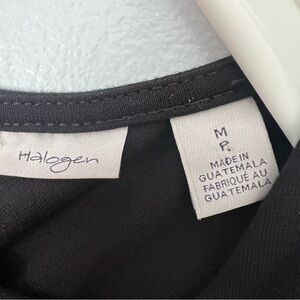 Halogen
M
P.
MADE IN
GUATEMALA
FABRIQUÉ AU
GUATEMALA